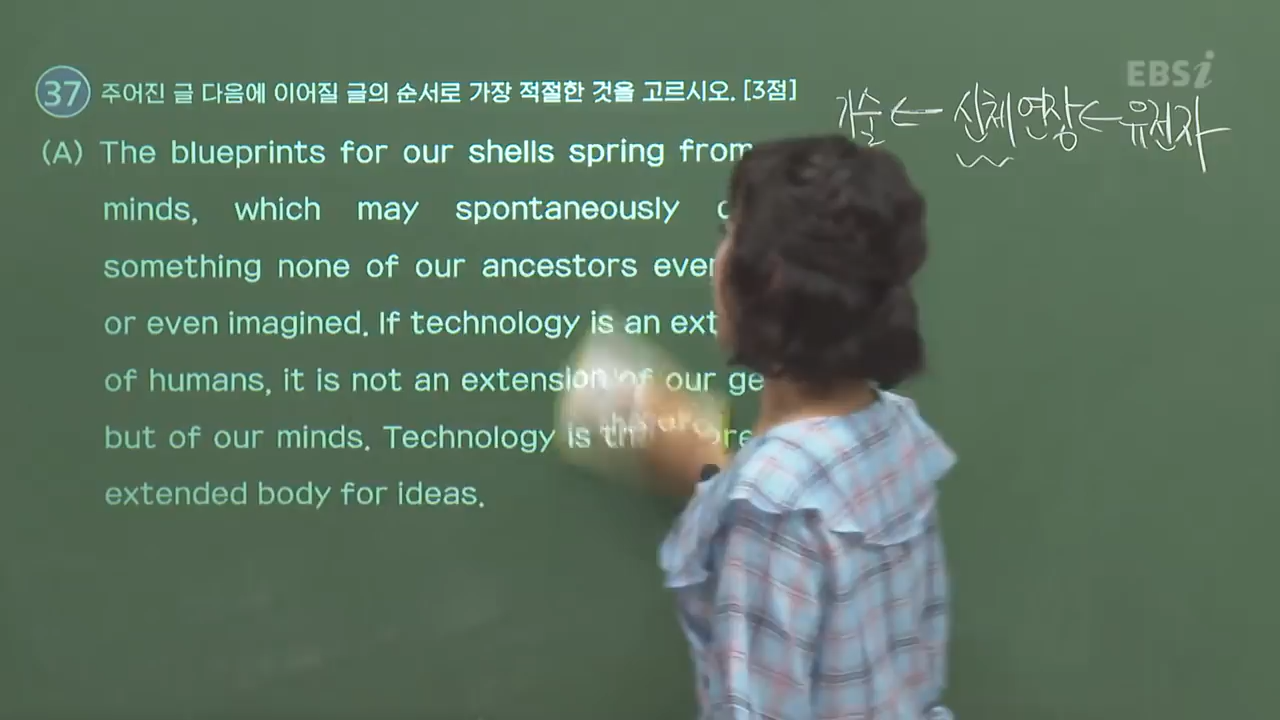 EBSi
37 주어진 글 다음에 이어질 글의 순서로 가장 적절한 것을 고르시오. [3점]
기술 ← 신체 연장 ← 유전자
(A) The blueprints for our shells spring from
minds, which may spontaneously
something none of our ancestors ever
or even imagined. If technology is an
of humans, it is not an extension of our
but of our minds. Technology is
extended body for ideas.